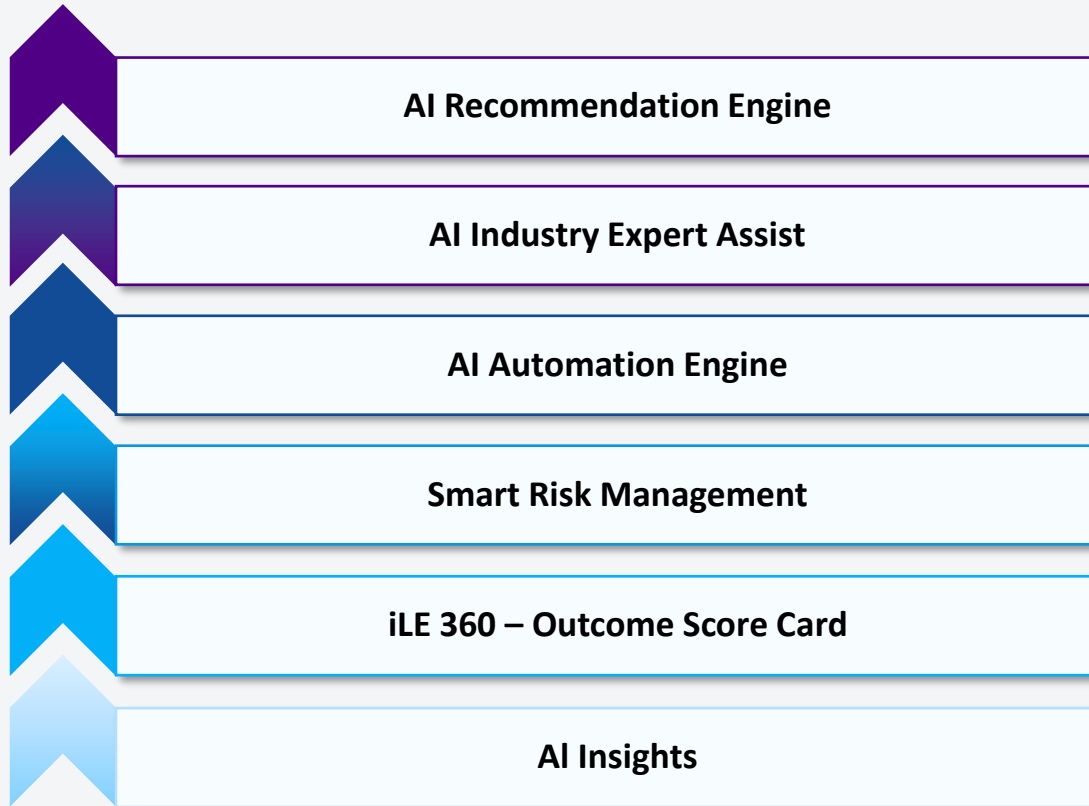 AI Recommendation Engine
AI Industry Expert Assist
AI Automation Engine
Smart Risk Management
iLE 360 – Outcome Score Card
AI Insights